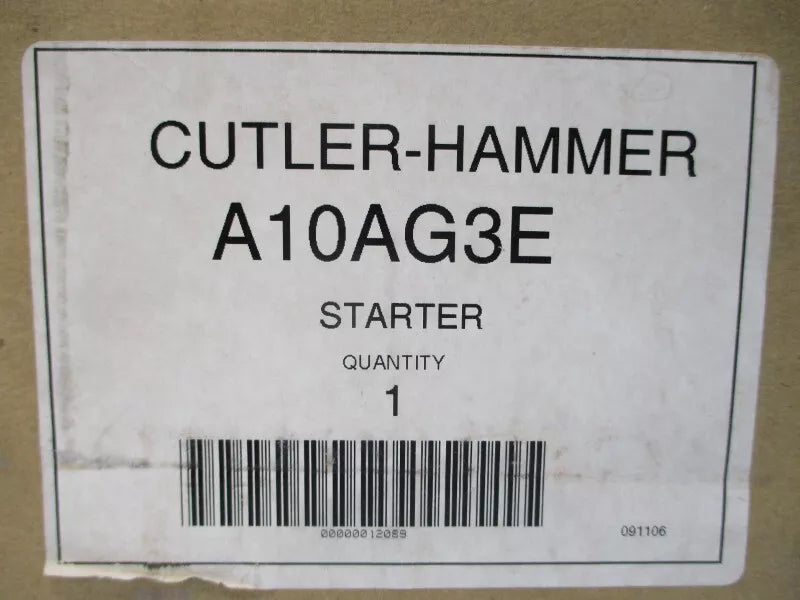 CUTLER-HAMMER
A10AG3E
STARTER
QUANTITY
1
00000012089
091106